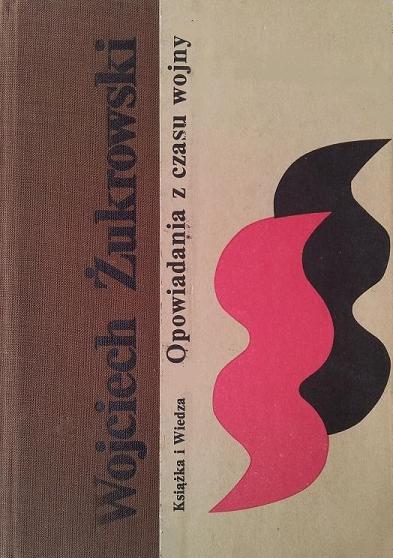 Wojciech Żukrowski
Opowiadania z czasu wojny
Książka i Wiedza